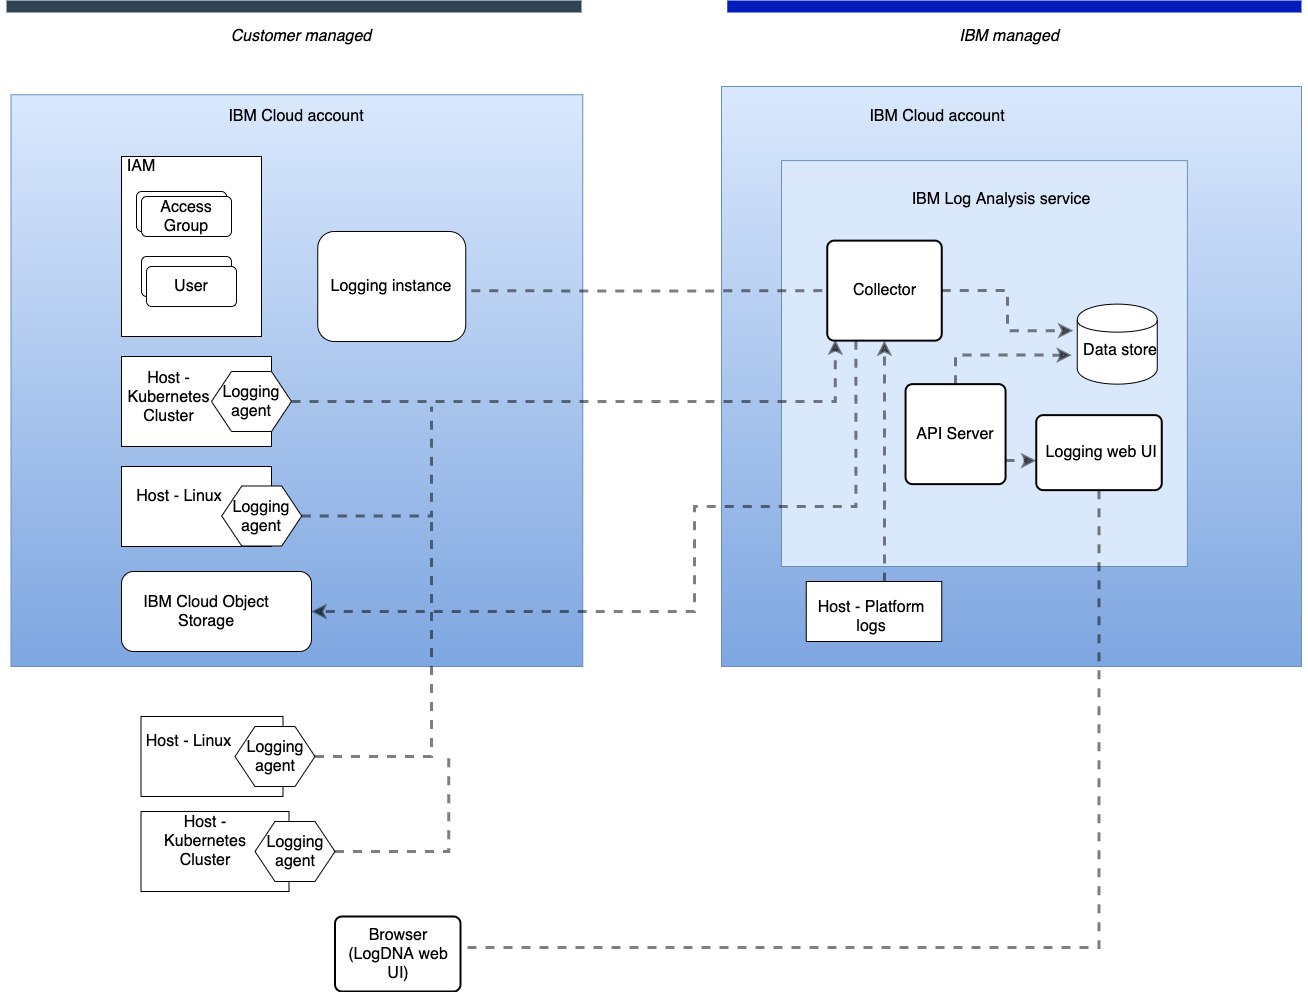 Customer managed
IBM managed
IBM Cloud account
IAM
Access
Group
User
Logging instance
Host -
Kubernetes
Cluster
Logging
agent
Host - Linux
Logging
agent
IBM Cloud Object
Storage
IBM Cloud account
IBM Log Analysis service
Collector
Data store
API Server
Logging web UI
Host - Platform
logs
Host - Linux
Logging
agent
Host -
Kubernetes
Cluster
Logging
agent
Browser
(LogDNA web
UI)